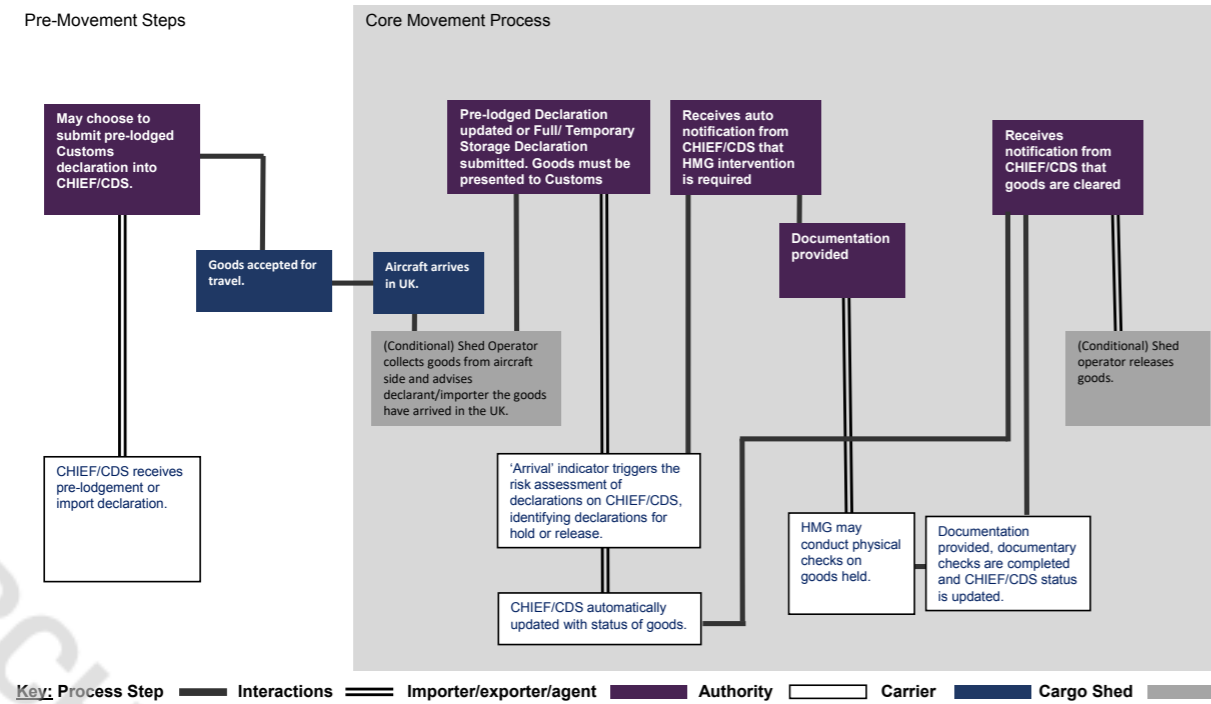 Pre-Movement Steps
Core Movement Process
May choose to
submit pre-lodged
Customs
declaration into
CHIEF/CDS.
Pre-lodged Declaration
updated or Full/ Temporary
Storage Declaration
submitted. Goods must be
presented to Customs
Receives auto
notification from
CHIEF/CDS that
HMG intervention
is required
Receives
notification from
CHIEF/CDS that
goods are cleared
Documentation
provided
Goods accepted for
travel.
Aircraft arrives
in UK.
(Conditional) Shed Operator
collects goods from aircraft
side and advises
declarant/importer the goods
have arrived in the UK.
(Conditional) Shed
operator releases
goods.
CHIEF/CDS receives
pre-lodgement or
import declaration.
‘Arrival’ indicator triggers the
risk assessment of
declarations on CHIEF/CDS,
identifying declarations for
hold or release.
HMG may
conduct physical
checks on
goods held.
Documentation
provided, documentary
checks are completed
and CHIEF/CDS status
is updated.
CHIEF/CDS automatically
updated with status of goods.
Key: Process Step Interactions Importer/exporter/agent Authority Carrier Cargo Shed